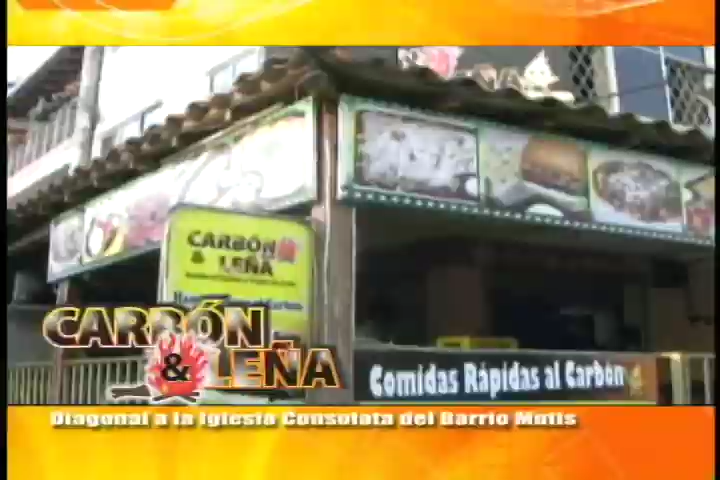 CARBÓN
& LEÑA
CARBÓN
& LEÑA
Comidas Rápidas al Carbón
Diagonal a la Iglesia Consolata del Barrio Mutis